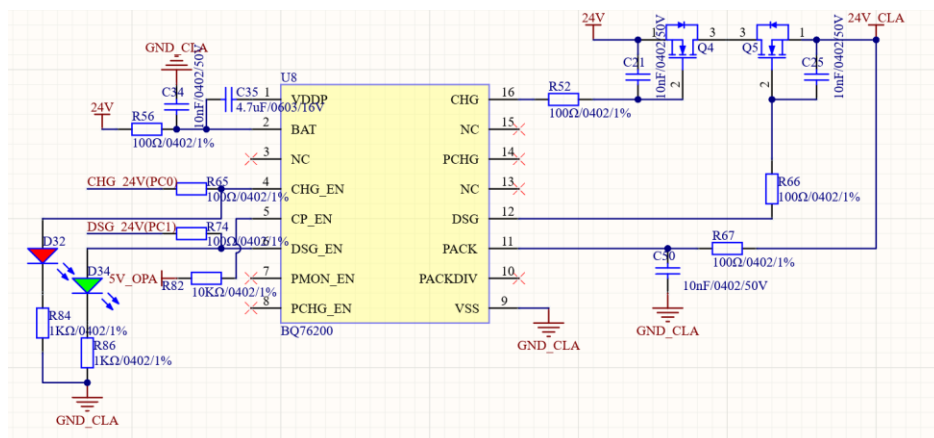 24V
24V_CLA
1
3
3
1
Q4
Q5
2
2
C21
10nF/0402/50V
C25
10nF/0402/50V
GND_CLA
C34
10nF/0402/50V
C35
4.7uF/0603/16V
24V
R56
100Ω/0402/1%
U8
1
VDDP
2
BAT
3
NC
4
CHG_EN
5
CP_EN
6
DSG_EN
7
PMON_EN
8
PCHG_EN
CHG
16
NC
15
PCHG
14
NC
13
DSG
12
PACK
11
PACKDIV
10
VSS
9
BQ76200
R52
100Ω/0402/1%
CHG_24V(PC0)
R65
100Ω/0402/1%
DSG_24V(PC1)
R74
100Ω/0402/1%
5V_OPA
R82
10KΩ/0402/1%
D32
D34
R84
1KΩ/0402/1%
R86
1KΩ/0402/1%
GND_CLA
R66
100Ω/0402/1%
R67
100Ω/0402/1%
C50
10nF/0402/50V
GND_CLA
GND_CLA